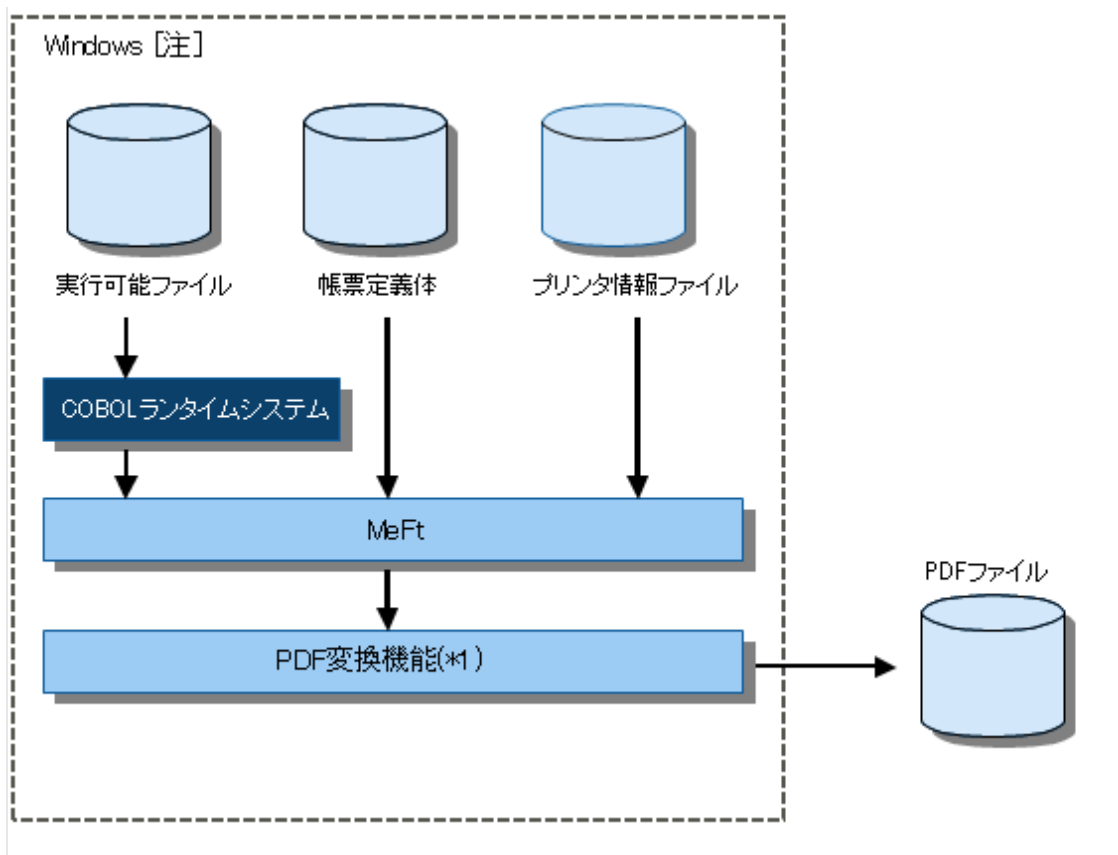 Windows [注]
実行可能ファイル
帳票定義体
プリンタ情報ファイル
COBOLランタイムシステム
MeFt
PDFファイル
PDF変換機能(*1)